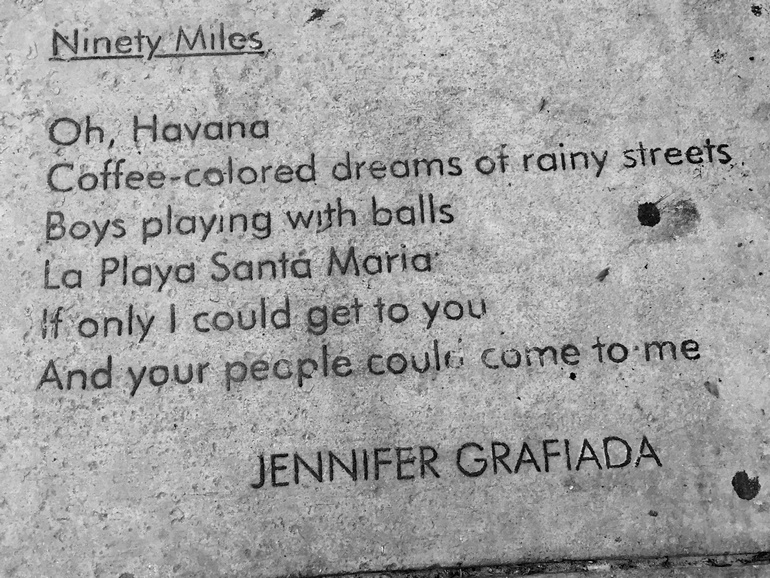 Ninety Miles
Oh, Havana
Coffee-colored dreams of rainy streets
Boys playing with balls
La Playa Santa Maria
If only I could get to you
And your people could come to me
JENNIFER GRAFIADA